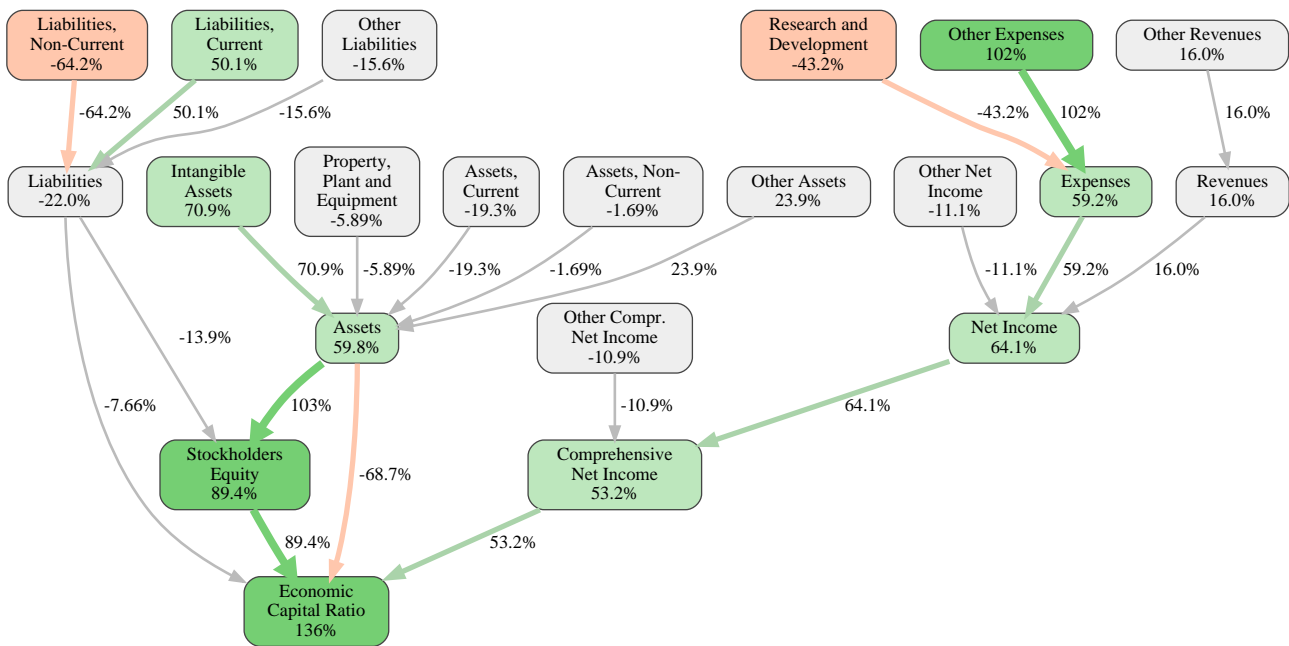 Liabilities,
Non-Current
-64.2%
Liabilities,
Current
50.1%
Other
Liabilities
-15.6%
Research and
Development
-43.2%
Other Expenses
102%
Other Revenues
16.0%
-64.2%
50.1%
-15.6%
-43.2%
102%
16.0%
Liabilities
-22.0%
Intangible
Assets
70.9%
Property,
Plant and
Equipment
-5.89%
Assets,
Current
-19.3%
Assets, Non-
Current
-1.69%
Other Assets
23.9%
Other Net
Income
-11.1%
Expenses
59.2%
Revenues
16.0%
70.9%
-5.89%
-19.3%
-1.69%
23.9%
-11.1%
59.2%
16.0%
Assets
59.8%
Other Compr.
Net Income
-10.9%
Net Income
64.1%
-13.9%
-7.66%
103%
-10.9%
64.1%
Stockholders
Equity
89.4%
-68.7%
Comprehensive
Net Income
53.2%
89.4%
53.2%
Economic
Capital Ratio
136%